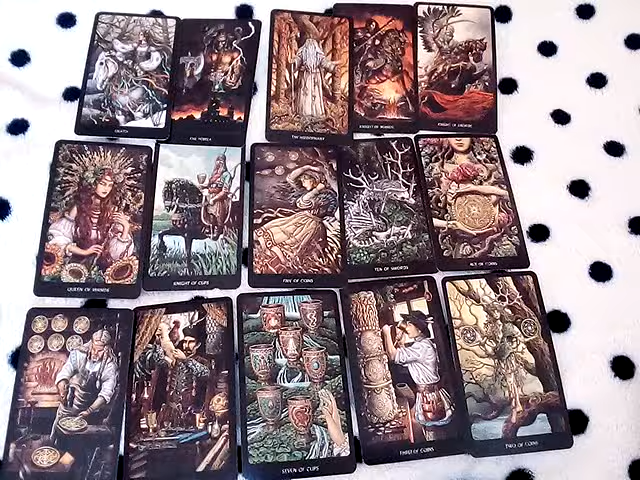 DEATH
THE TOWER
THE HIEROPHANT
KNIGHT OF WANDS
KNIGHT OF SWORDS
QUEEN OF WANDS
KNIGHT OF CUPS
FIVE OF COINS
TEN OF SWORDS
ACE OF COINS
SEVEN OF CUPS
THREE OF COINS
TWO OF COINS